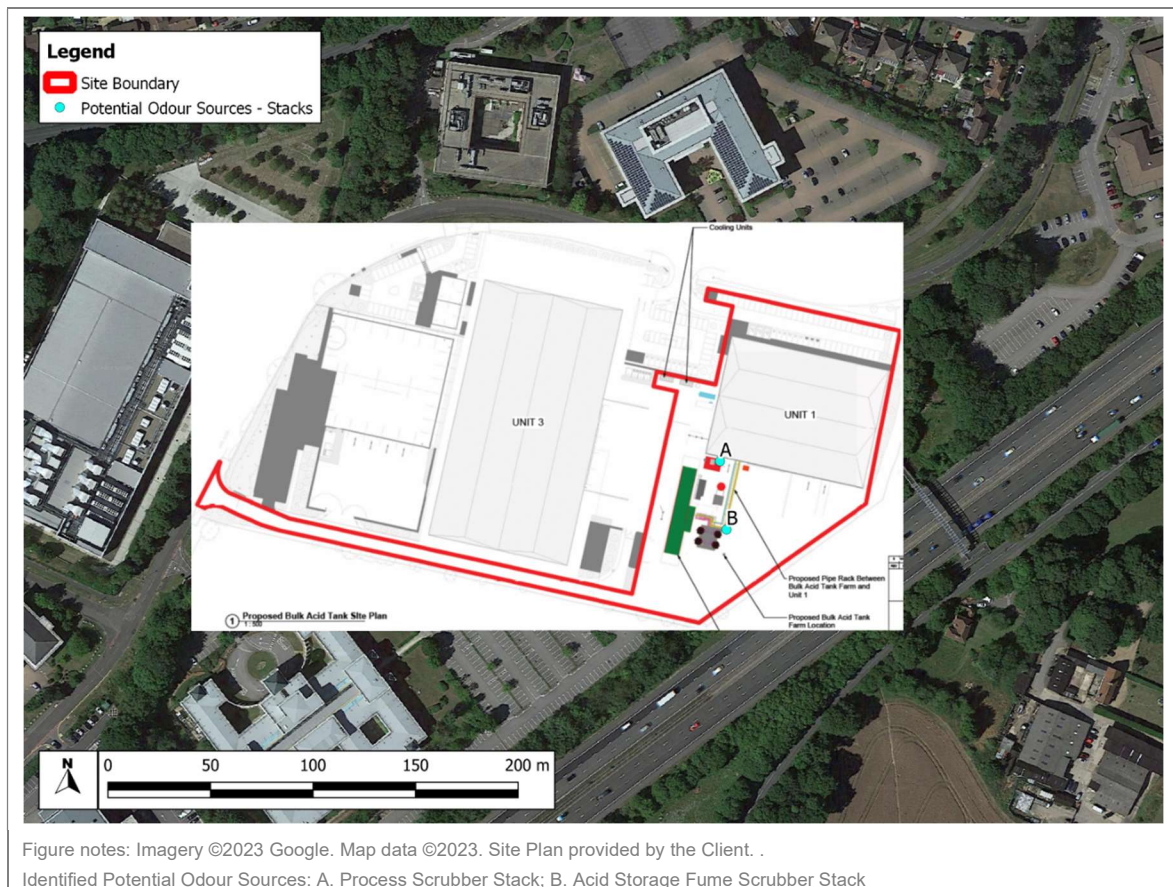 Legend
Site Boundary
Potential Odour Sources - Stacks
Cooling Units
UNIT 3
UNIT 1
A
B
Proposed Pipe Rack Between
Bulk Acid Tank Farm and
Unit 1
Proposed Bulk Acid Tank
Farm Location
1 Proposed Bulk Acid Tank Site Plan
1 : 500
N
0 50 100 150 200 m
Figure notes: Imagery ©2023 Google. Map data ©2023. Site Plan provided by the Client. .
Identified Potential Odour Sources: A. Process Scrubber Stack; B. Acid Storage Fume Scrubber Stack